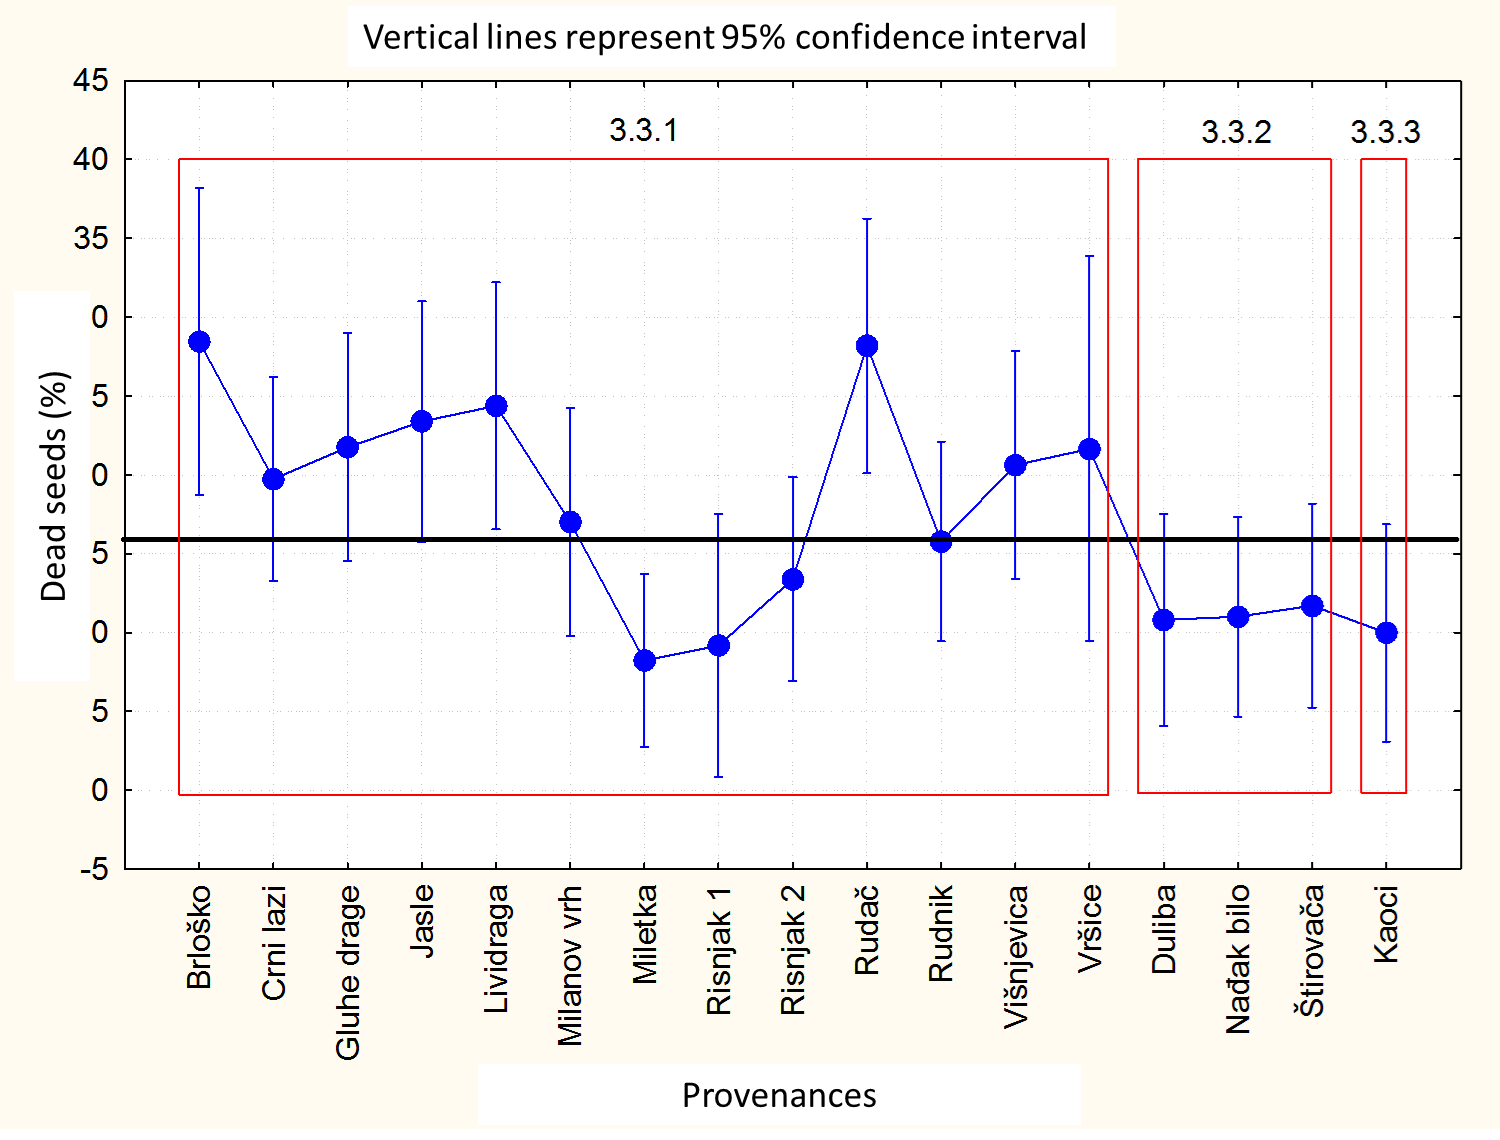 Vertical lines represent 95% confidence interval
45
3.3.1
3.3.2
3.3.3
40
35
0
5
0
5
0
5
0
-5
Dead seeds (%)
Brloško
Crni lazi
Gluhe drage
Jasle
Lividraga
Milanov vrh
Miletka
Risnjak 1
Risnjak 2
Rudač
Rudnik
Višnjevica
Vršice
Duliba
Nađak bilo
Štirovača
Kaoci
Provenances